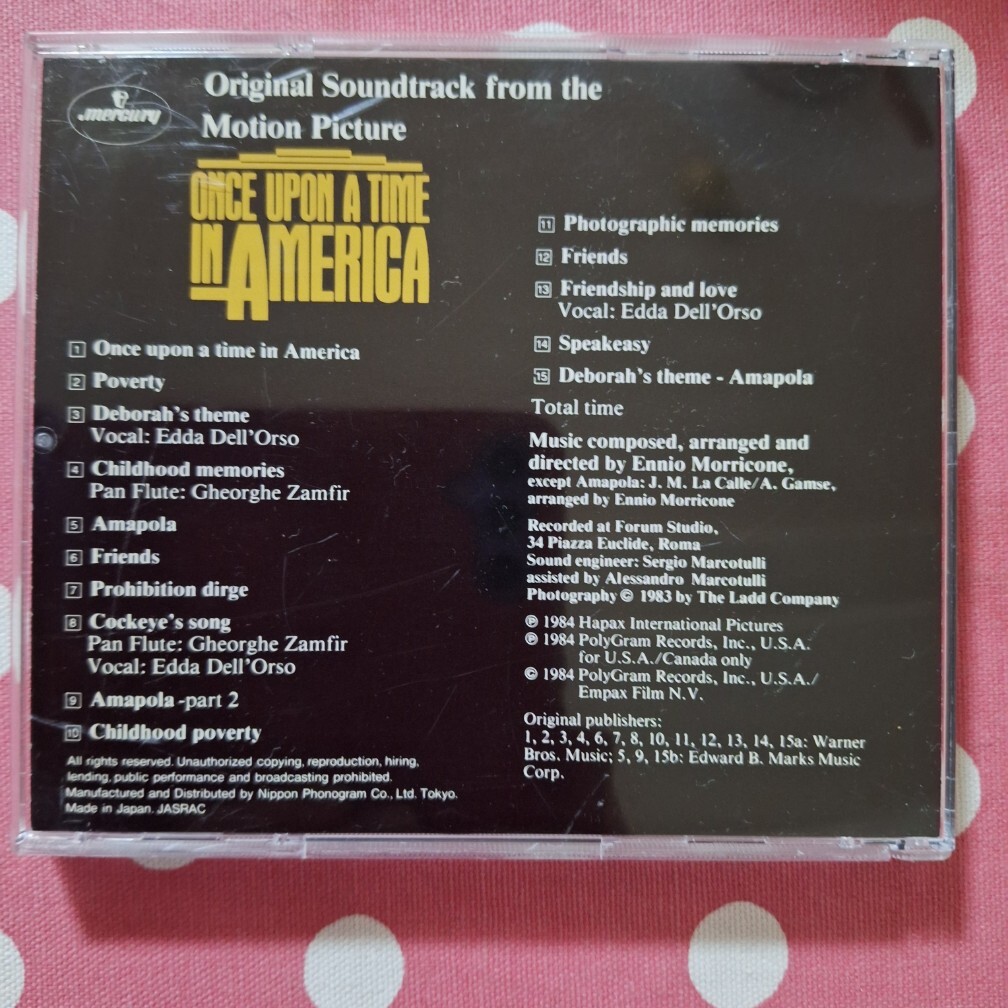 mercury
Original Soundtrack from the
Motion Picture
ONCE UPON A TIME
IN AMERICA
1 Once upon a time in America
2 Poverty
3 Deborah's theme
Vocal: Edda Dell'Orso
4 Childhood memories
Pan Flute: Gheorghe Zamfir
5 Amapola
6 Friends
7 Prohibition dirge
8 Cockeye's song
Pan Flute: Gheorghe Zamfir
Vocal: Edda Dell'Orso
9 Amapola-part 2
10 Childhood poverty
All rights reserved. Unauthorized copying, reproduction, hiring,
lending, public performance and broadcasting prohibited.
Manufactured and Distributed by Nippon Phonogram Co., Ltd. Tokyo.
Made in Japan. JASRAC
11 Photographic memories
12 Friends
13 Friendship and love
Vocal: Edda Dell'Orso
14 Speakeasy
15 Deborah's theme - Amapola
Total time
Music composed, arranged and
directed by Ennio Morricone,
except Amapola: J. M. La Calle/A. Gamse,
arranged by Ennio Morricone
Recorded at Forum Studio,
34 Piazza Euclide, Roma
Sound engineer: Sergio Marcotulli
assisted by Alessandro Marcotulli
Photography © 1983 by The Ladd Company
℗ 1984 Hapax International Pictures
℗ 1984 PolyGram Records, Inc., U.S.A.
for U.S.A./Canada only
© 1984 PolyGram Records, Inc., U.S.A./
Empax Film N.V.
Original publishers:
1, 2, 3, 4, 6, 7, 8, 10, 11, 12, 13, 14, 15a: Warner
Bros. Music; 5, 9, 15b: Edward B. Marks Music
Corp.